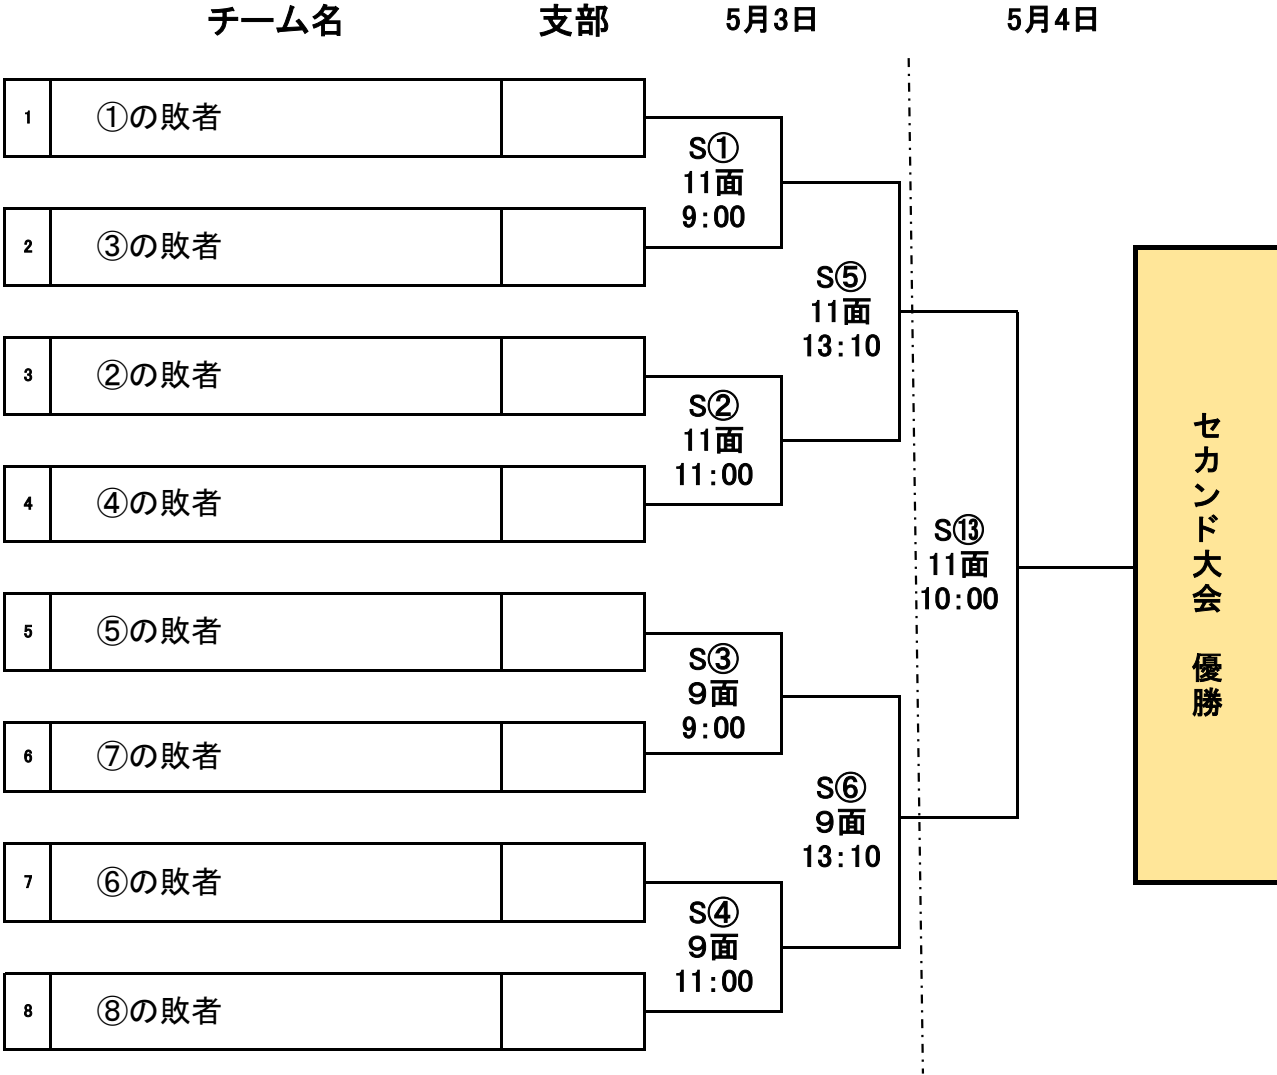 チーム名 支部 5月3日 5月4日
1 ①の敗者
S①
11面
9:00
2 ③の敗者
S⑤
11面
13:10
3 ②の敗者
S②
11面
11:00
4 ④の敗者
S⑬
11面
10:00
セカンド大会 優勝
5 ⑤の敗者
S③
9面
9:00
6 ⑦の敗者
S⑥
9面
13:10
7 ⑥の敗者
S④
9面
11:00
8 ⑧の敗者